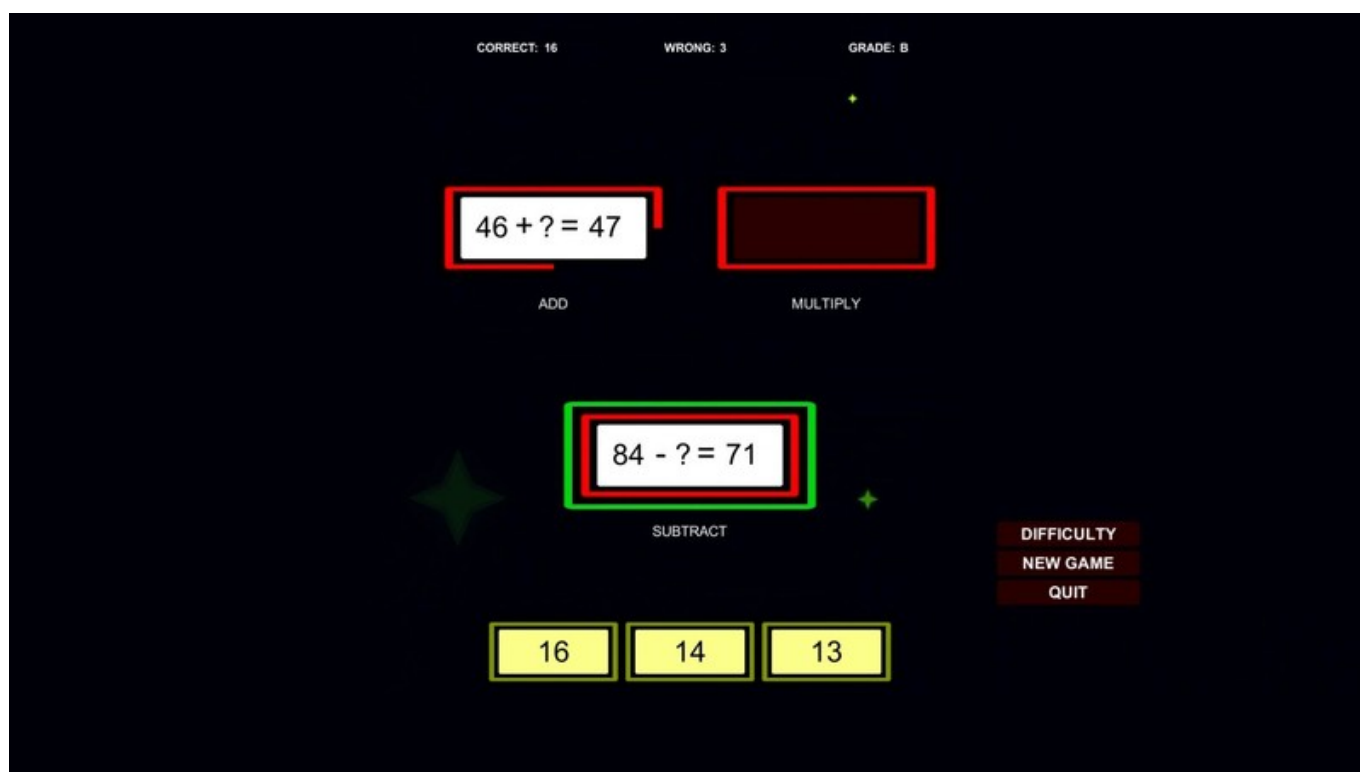 CORRECT: 16 WRONG: 3 GRADE: B
46 + ? = 47
ADD MULTIPLY
84 - ? = 71
SUBTRACT
DIFFICULTY
NEW GAME
QUIT
16 14 13